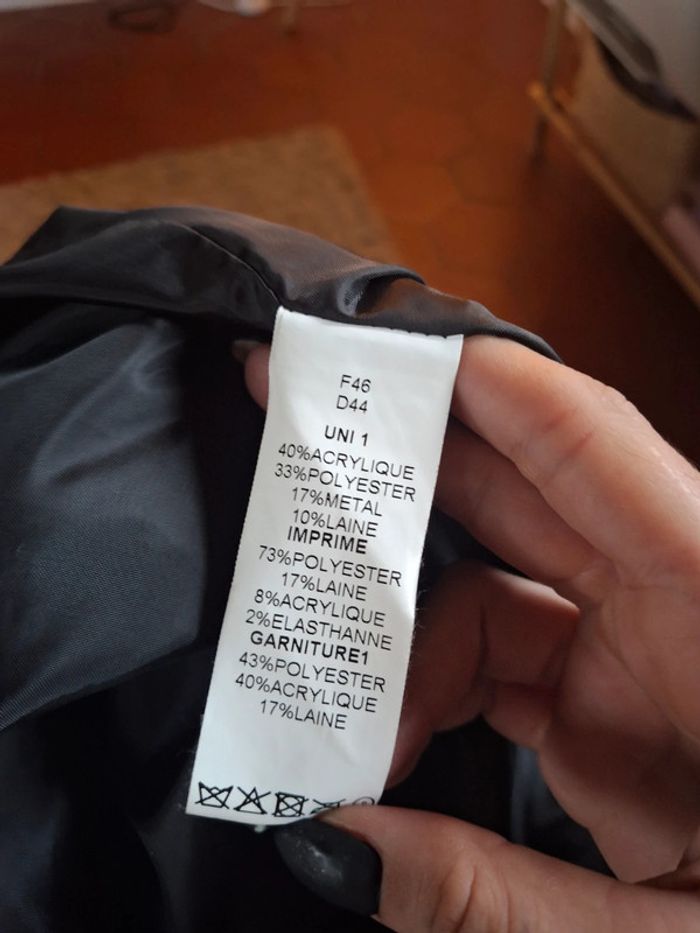 F46
D44
UNI 1
40%ACRYLIQUE
33%POLYESTER
17%METAL
10%LAINE
IMPRIME
73%POLYESTER
17%LAINE
8%ACRYLIQUE
2%ELASTHANNE
GARNITURE1
43%POLYESTER
40%ACRYLIQUE
17%LAINE